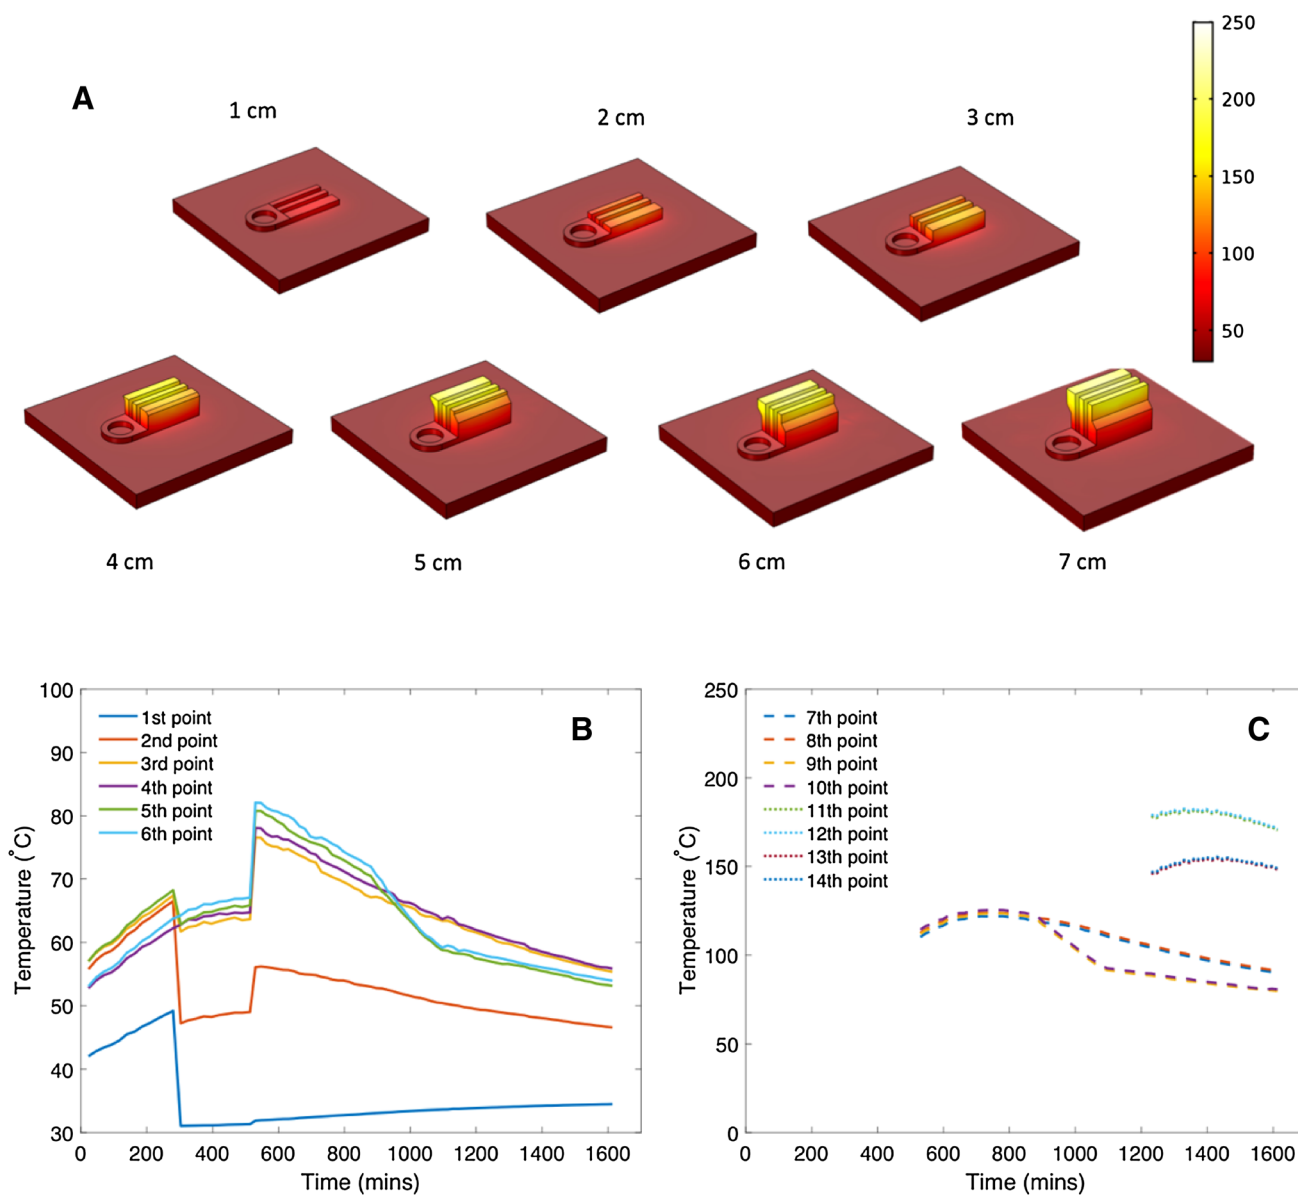 A
1 cm
2 cm
3 cm
250
200
150
100
50
4 cm
5 cm
6 cm
7 cm
B
1st point
2nd point
3rd point
4th point
5th point
6th point
100
90
80
70
60
50
40
30
Temperature (˚C)
0 200 400 600 800 1000 1200 1400 1600
Time (mins)
C
7th point
8th point
9th point
10th point
11th point
12th point
13th point
14th point
250
200
150
100
50
0
Temperature (˚C)
0 200 400 600 800 1000 1200 1400 1600
Time (mins)